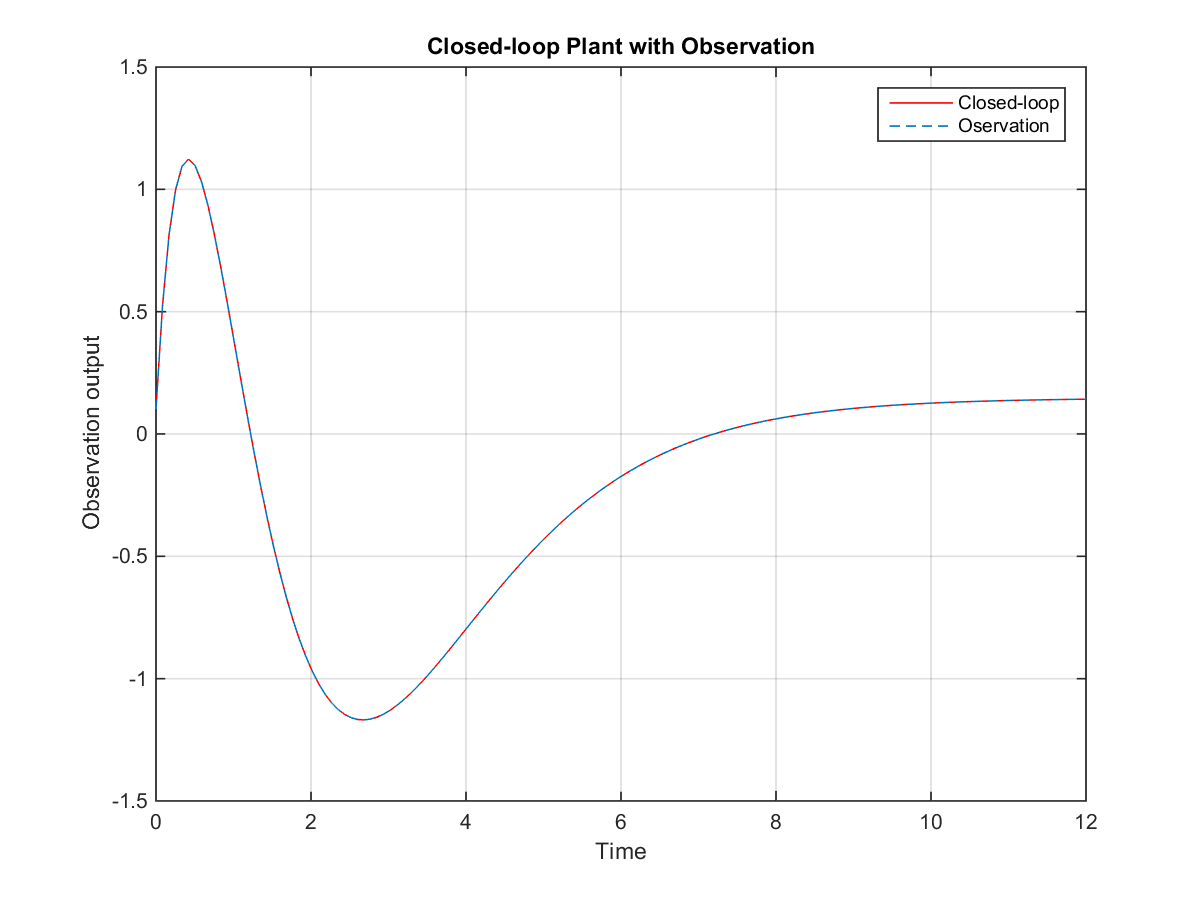 Closed-loop Plant with Observation
1.5
1
0.5
0
-0.5
-1
-1.5
Observation output
Closed-loop
Oservation
0 2 4 6 8 10 12
Time